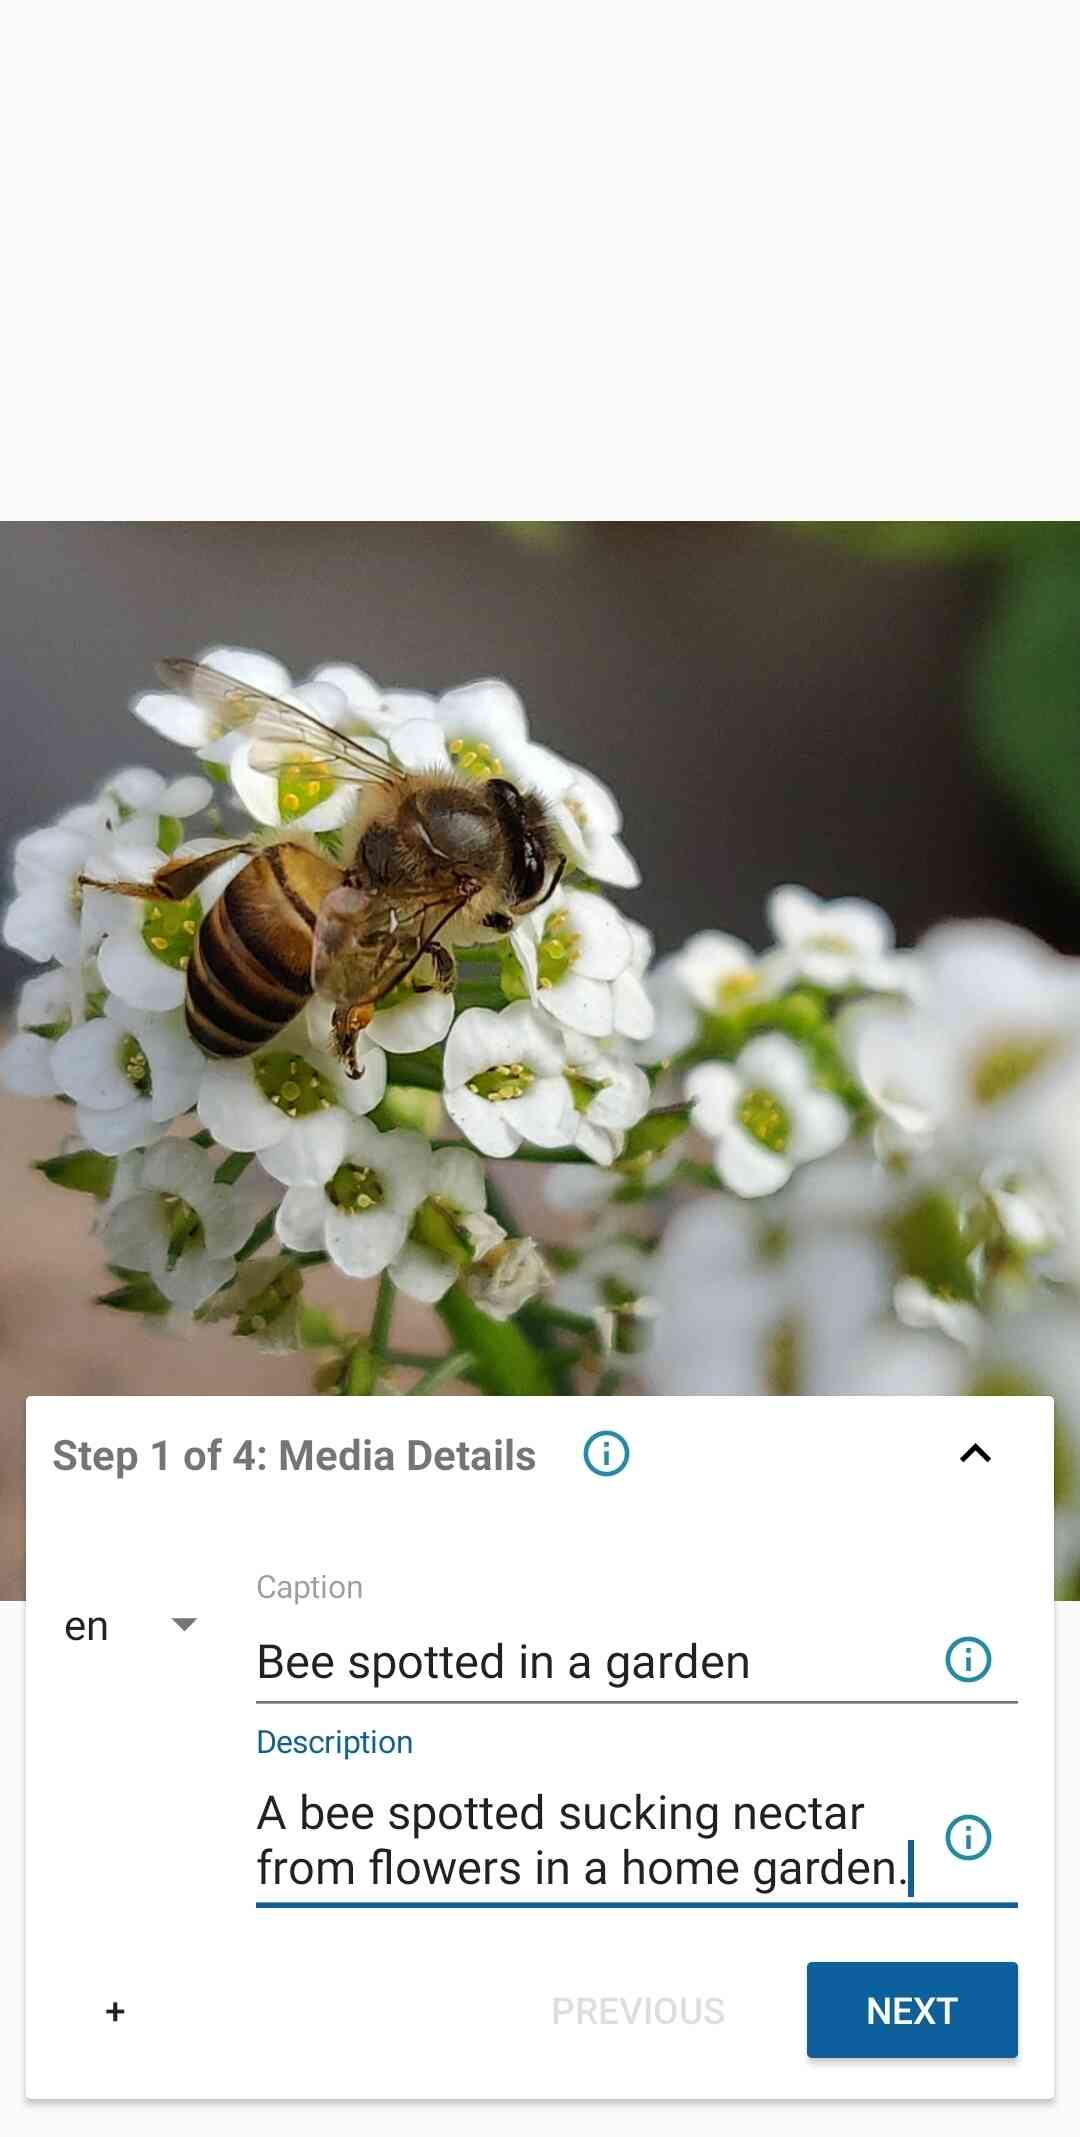 Step 1 of 4: Media Details
en
Caption
Bee spotted in a garden
Description
A bee spotted sucking nectar
from flowers in a home garden.
+
PREVIOUS
NEXT